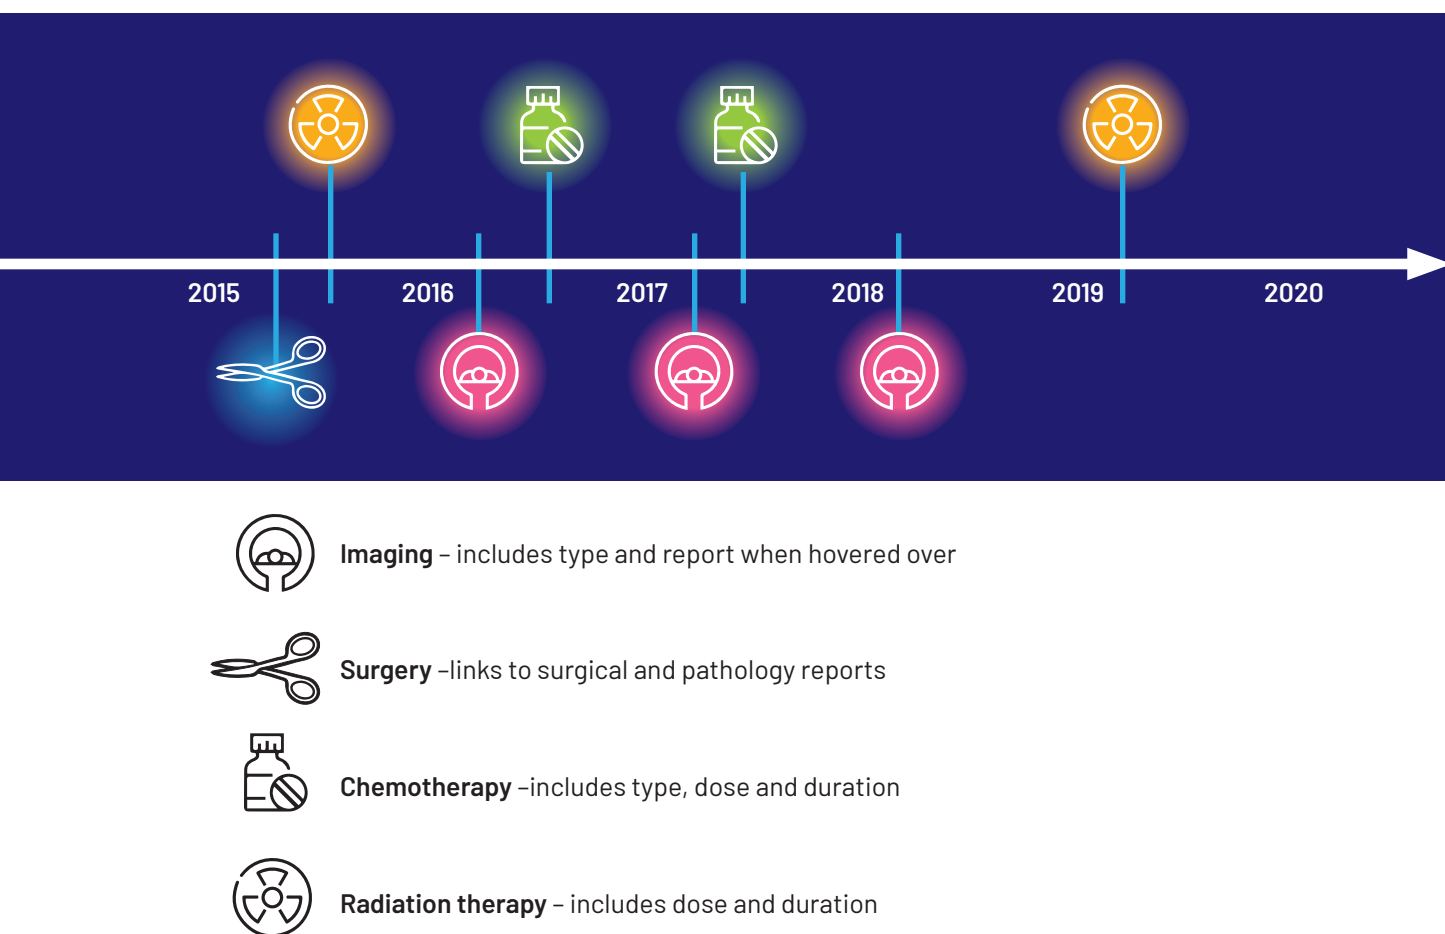 2015 2016 2017 2018 2019 2020
Imaging – includes type and report when hovered over
Surgery –links to surgical and pathology reports
Chemotherapy –includes type, dose and duration
Radiation therapy – includes dose and duration